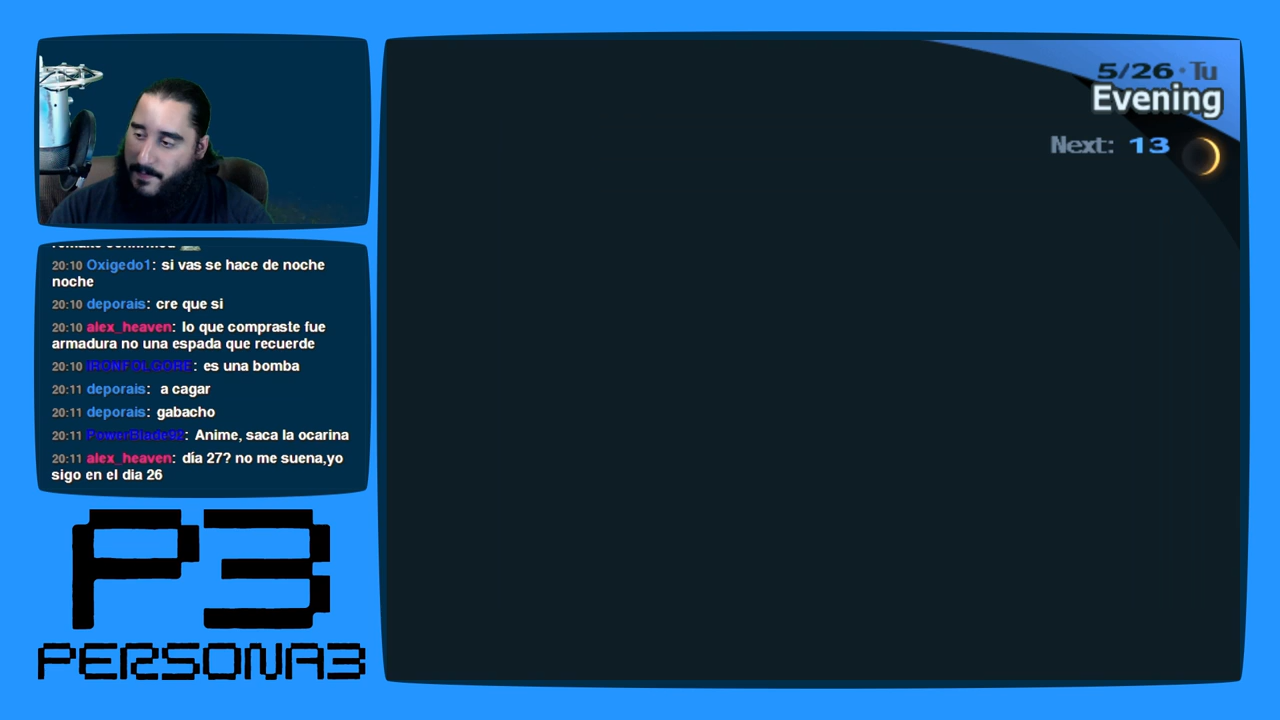 5/26 · Tu
Evening
Next: 13
20:10 Oxigedo1: si vas se hace de noche
noche
20:10 deporais: cre que si
20:10 alex_heaven: lo que compraste fue
armadura no una espada que recuerde
20:10 IRONFOLGORE: es una bomba
20:11 deporais: a cagar
20:11 deporais: gabacho
20:11 : Anime, saca la ocarina
20:11 alex_heaven: día 27? no me suena,yo
sigo en el dia 26
P3
PERSONA3